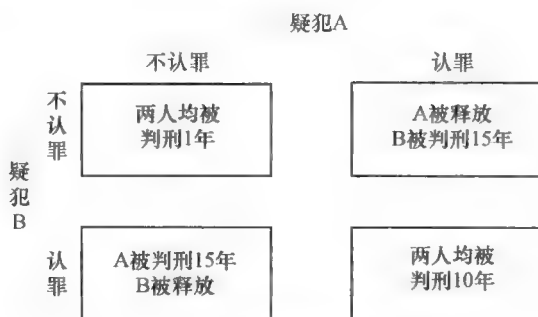 疑犯A
不认罪
认罪
不认罪
两人均被
判刑1年
A被释放
B被判刑15年
疑犯B
认罪
A被判刑15年
B被释放
两人均被
判刑10年